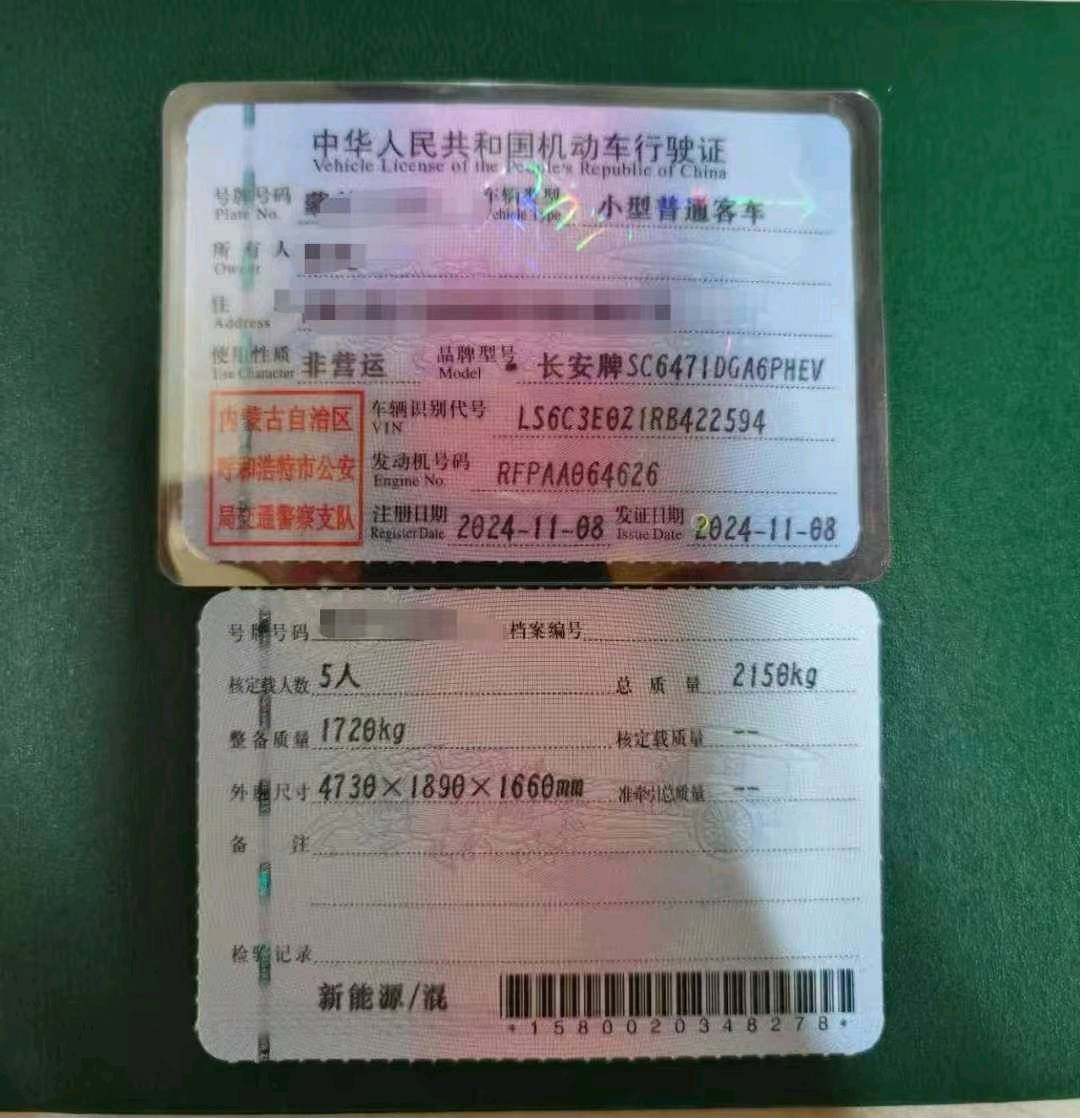 中华人民共和国机动车行驶证
Vehicle License of the People's Republic of China
号牌号码 蒙 车辆类型 小型普通客车
Plate No. Vehicle Type
所有人
Owner
住
Address
使用性质 非营运 品牌型号 长安牌SC6471DGA6PHEV
Use Character Model
内蒙古自治区
呼和浩特市公安
局交通警察支队
车辆识别代号 LS6C3E0Z1RB422594
VIN
发动机号码 RFPAA064626
Engine No.
注册日期 2024-11-08 发证日期 2024-11-08
Register Date Issue Date
号牌号码 档案编号
核定载人数 5人 总质量 2150kg
整备质量 1720kg 核定载质量 --
外廓尺寸 4730×1890×1660mm 准牵引总质量 --
备注
检验记录
新能源/混
*1580020348278*